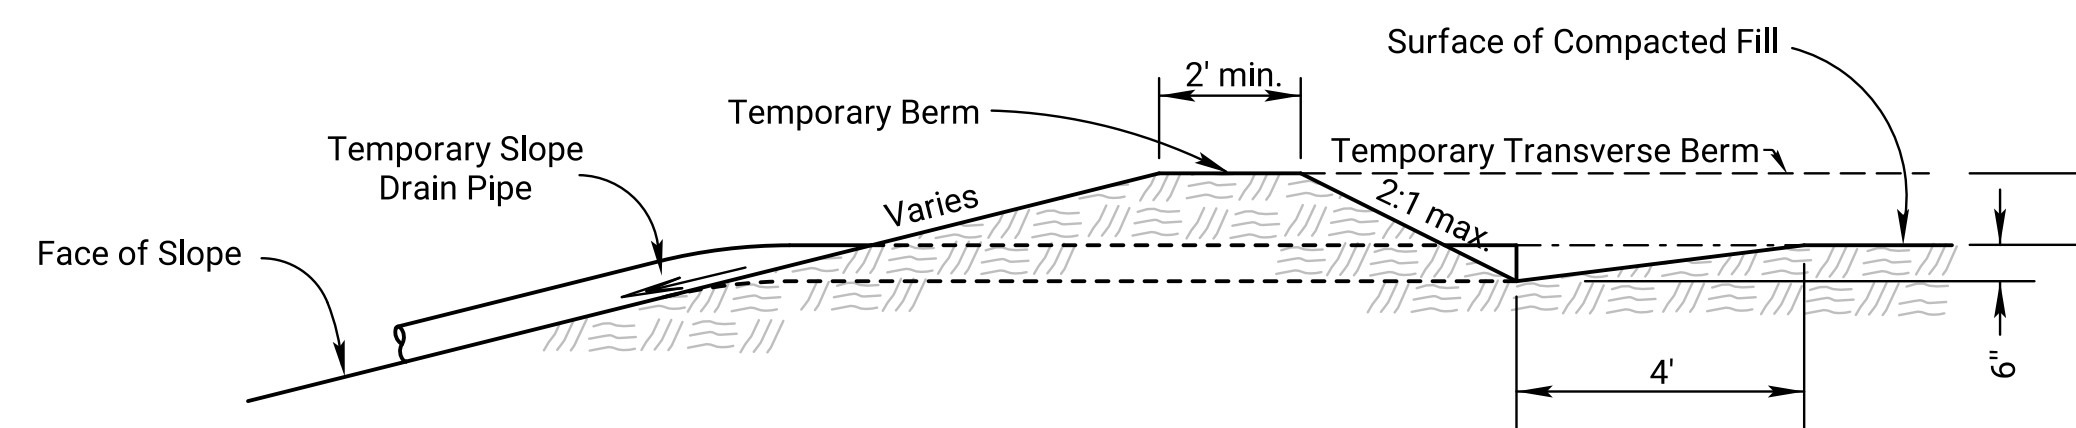 Surface of Compacted Fill
2' min.
Temporary Berm
Temporary Transverse Berm
Temporary Slope
Drain Pipe
2:1 max.
Varies
Face of Slope
4'
6"